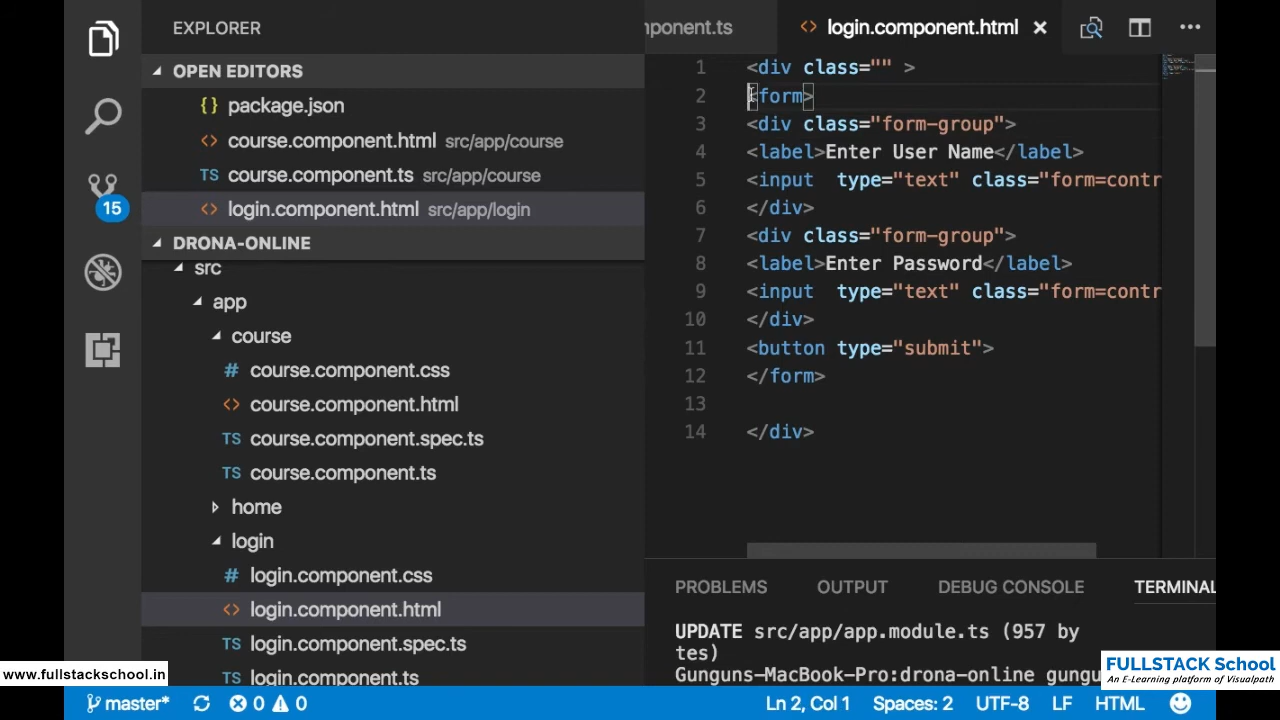 EXPLORER
OPEN EDITORS
{} package.json
<> course.component.html src/app/course
TS course.component.ts src/app/course
<> login.component.html src/app/login
DRONA-ONLINE
src
app
course
# course.component.css
<> course.component.html
TS course.component.spec.ts
TS course.component.ts
home
login
# login.component.css
<> login.component.html
TS login.component.spec.ts
TS login.component.ts
15
nponent.ts
<> login.component.html
1 <div class="" >
2 <form>
3 <div class="form-group">
4 <label>Enter User Name</label>
5 <input  type="text" class="form=contr
6 </div>
7 <div class="form-group">
8 <label>Enter Password</label>
9 <input  type="text" class="form=contr
10 </div>
11 <button type="submit">
12 </form>
13
14 </div>
PROBLEMS OUTPUT DEBUG CONSOLE TERMINAL
UPDATE src/app/app.module.ts (957 by
tes)
Gunguns-MacBook-Pro:drona-online gungu
www.fullstackschool.in
FULLSTACK School
An E-Learning platform of Visualpath
master* 0 0 Ln 2, Col 1 Spaces: 2 UTF-8 LF HTML